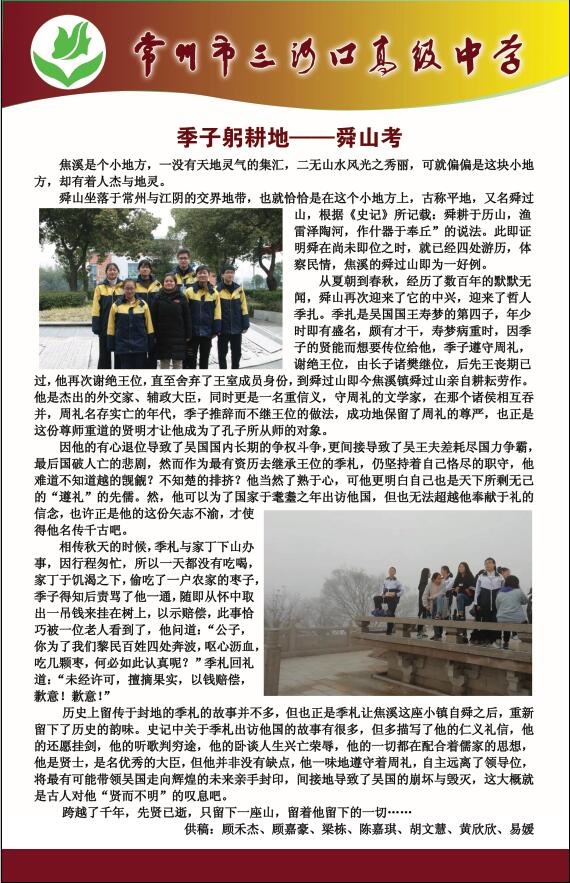 常州市三河口高级中学
季子躬耕地——舜山考
焦溪是个小地方，一没有天地灵气的集汇，二无山水风光之秀丽，可就偏偏是这块小地
方，却有着人杰与地灵。
舜山坐落于常州与江阴的交界地带，也就恰恰是在这个小地方上，古称平地，又名舜过
山，根据《史记》所记载：舜耕于历山，渔
雷泽陶河，作什器于奉丘”的说法。此即证
明舜在尚未即位之时，就已经四处游历，体
察民情，焦溪的舜过山即为一好例。
从夏朝到春秋，经历了数百年的默默无
闻，舜山再次迎来了它的中兴，迎来了哲人
季扎。季扎是吴国国王寿梦的第四子，年少
时即有盛名，颇有才干，寿梦病重时，因季
子的贤能而想要传位给他，季子遵守周礼，
谢绝王位，由长子诸樊继位，后先王丧期已
过，他再次谢绝王位，直至舍弃了王室成员身份，到舜过山即今焦溪镇舜过山亲自耕耘劳作。
他是杰出的外交家、辅政大臣，同时更是一名重信义，守周礼的文学家，在那个诸侯相互吞
并，周礼名存实亡的年代，季子推辞而不继王位的做法，成功地保留了周礼的尊严，也正是
这份尊师重道的贤明才让他成为了孔子所从师的对象。
因他的有心退位导致了吴国国内长期的争权斗争，更间接导致了吴王夫差耗尽国力争霸，
最后国破人亡的悲剧，然而作为最有资历去继承王位的季札，仍坚持着自己恪尽的职守，他
难道不知道越的觊觎？不知楚的排挤？他当然了熟于心，可他更明白自己也是天下所剩无己
的“遵礼”的先儒。然，他可以为了国家于耄耋之年出访他国，但也无法超越他奉献于礼的
信念，也许正是他的这份矢志不渝，才使
得他名传千古吧。
相传秋天的时候，季札与家丁下山办
事，因行程匆忙，所以一天都没有吃喝，
家丁于饥渴之下，偷吃了一户农家的枣子，
季子得知后责骂了他一通，随即从怀中取
出一吊钱来挂在树上，以示赔偿，此事恰
巧被一位老人看到了，他问道：“公子，
你为了我们黎民百姓四处奔波，呕心沥血，
吃几颗枣，何必如此认真呢？”季札回礼
道：“未经许可，擅摘果实，以钱赔偿，
歉意！歉意！”
历史上留传于封地的季札的故事并不多，但也正是季札让焦溪这座小镇自舜之后，重新
留下了历史的韵味。史记中关于季札出访他国的故事有很多，但多描写了他的仁义礼信，他
的还愿挂剑，他的听歌判穷途，他的卧谈人生兴亡荣辱，他的一切都在配合着儒家的思想，
他是贤士，是名优秀的大臣，但他并非没有缺点，他一味地遵守着周礼，自主远离了领导位，
将最有可能带领吴国走向辉煌的未来亲手封印，间接地导致了吴国的崩坏与毁灭，这大概就
是古人对他“贤而不明”的叹息吧。
跨越了千年，先贤已逝，只留下一座山，留着他留下的一切……
供稿：顾禾杰、顾嘉豪、梁栋、陈嘉琪、胡文慧、黄欣欣、易媛